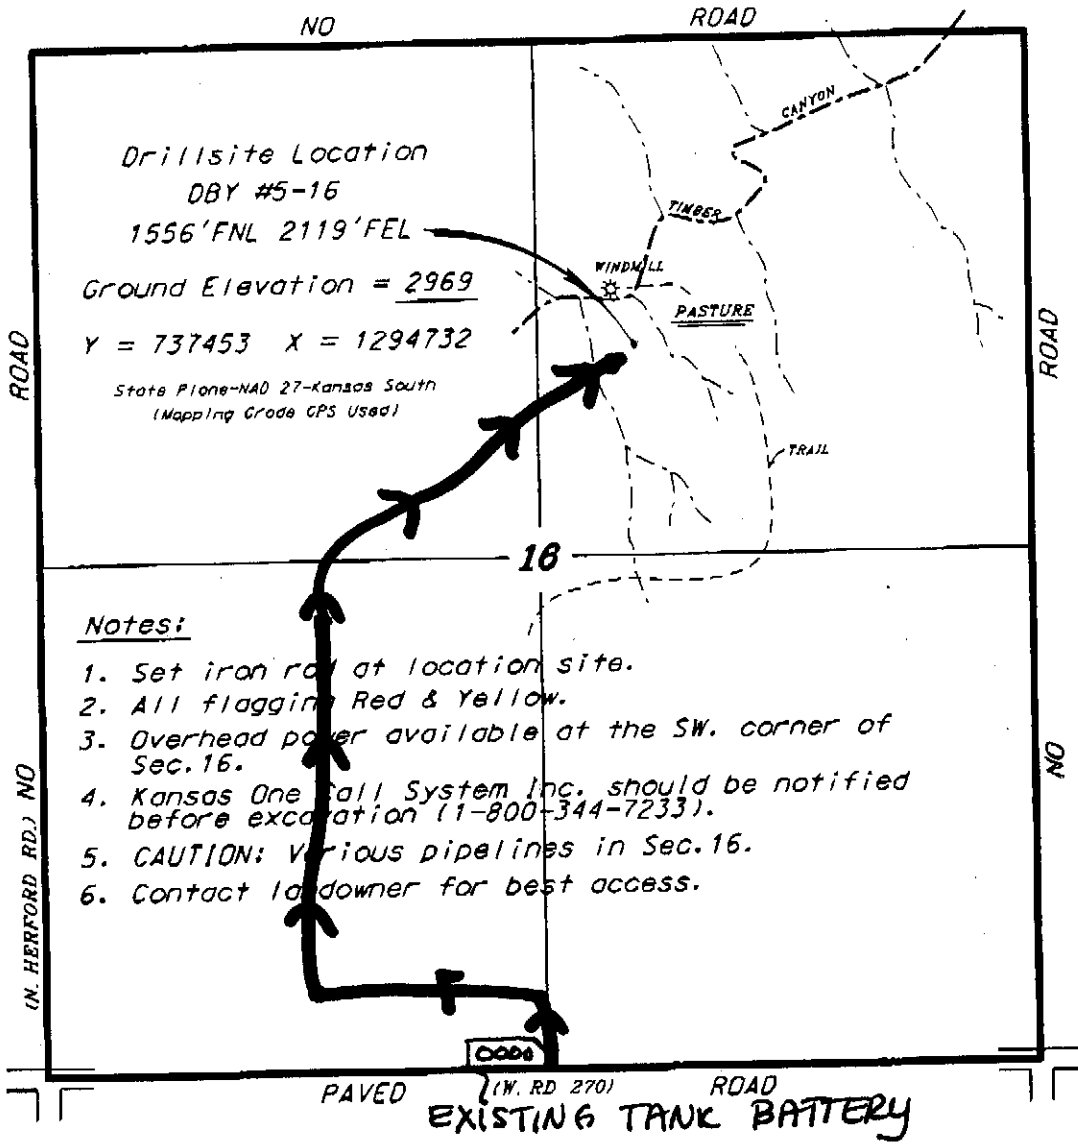 NO ROAD
CANYON
Drillsite Location
DBY #5-16
1556'FNL 2119'FEL
TIMBER
WINDMILL
Ground Elevation = 2969
PASTURE
Y = 737453 X = 1294732
State Plane-NAD 27-Kansas South
(Mapping Grade GPS Used)
ROAD
ROAD
TRAIL
16
Notes:
1. Set iron rod at location site.
2. All flagging Red & Yellow.
3. Overhead power available at the SW. corner of
Sec.16.
4. Kansas One Call System Inc. should be notified
before excavation (1-800-344-7233).
5. CAUTION: Various pipelines in Sec.16.
6. Contact landowner for best access.
(N. HERFORD RD.) NO
NO
0000
PAVED (W. RD 270) ROAD
EXISTING TANK BATTERY